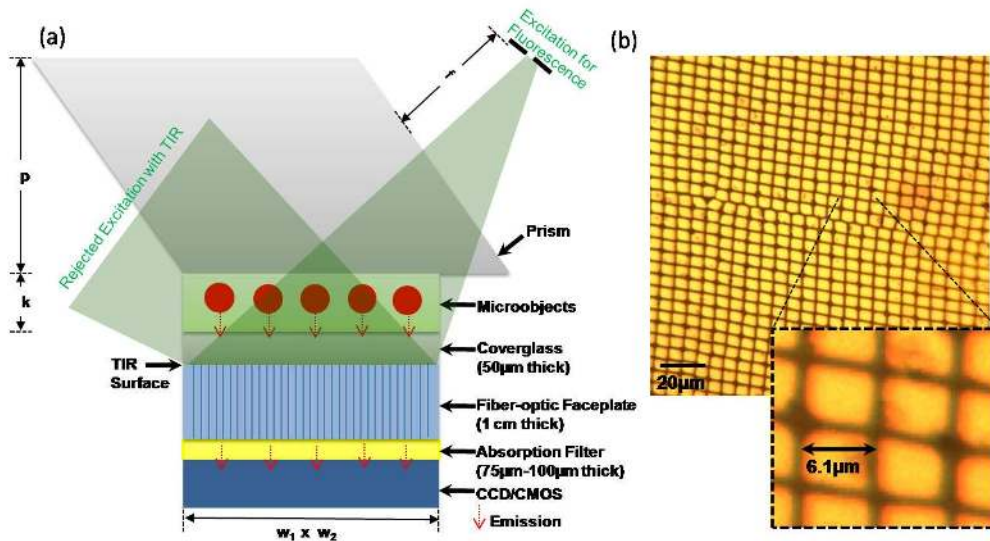 (a)
Excitation for
Fluorescence
f
p
Rejected Excitation with TIR
Prism
k
Microobjects
TIR
Surface
Coverglass
(50µm thick)
Fiber-optic Faceplate
(1 cm thick)
Absorption Filter
(75µm-100µm thick)
CCD/CMOS
Emission
w1 x w2
(b)
20µm
6.1µm